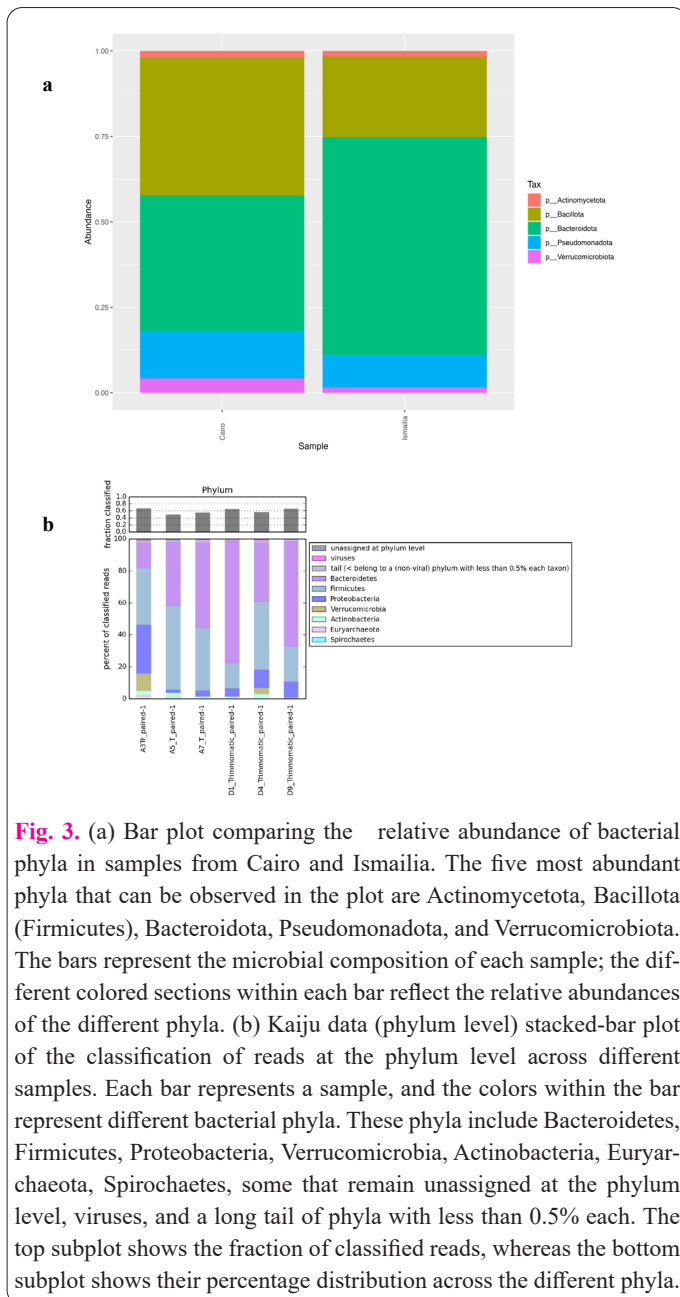 a
1.00
0.75
0.50
0.25
0.00
Abundance
Cairo
Ismailia
Sample
Tax
p__Actinomycetota
p__Bacillota
p__Bacteroidota
p__Pseudomonadota
p__Verrucomicrobiota
b
Phylum
fraction classified
1.0
0.8
0.6
0.4
0.2
0.0
percent of classified reads
100
80
60
40
20
0
unassigned at phylum level
viruses
tail (< belong to a (non-viral) phylum with less than 0.5% each taxon)
Bacteroidetes
Firmicutes
Proteobacteria
Verrucomicrobia
Actinobacteria
Euryarchaeota
Spirochaetes
A3Tr_paired-1
A5_T_paired-1
A7_T_paired-1
D1_Trimmomatic_paired-1
D4_Trimmomatic_paired-1
D9_Trimmomatic_paired-1
Fig. 3. (a) Bar plot comparing the relative abundance of bacterial
phyla in samples from Cairo and Ismailia. The five most abundant
phyla that can be observed in the plot are Actinomycetota, Bacillota
(Firmicutes), Bacteroidota, Pseudomonadota, and Verrucomicrobiota.
The bars represent the microbial composition of each sample; the dif-
ferent colored sections within each bar reflect the relative abundances
of the different phyla. (b) Kaiju data (phylum level) stacked-bar plot
of the classification of reads at the phylum level across different
samples. Each bar represents a sample, and the colors within the bar
represent different bacterial phyla. These phyla include Bacteroidetes,
Firmicutes, Proteobacteria, Verrucomicrobia, Actinobacteria, Euryar-
chaeota, Spirochaetes, some that remain unassigned at the phylum
level, viruses, and a long tail of phyla with less than 0.5% each. The
top subplot shows the fraction of classified reads, whereas the bottom
subplot shows their percentage distribution across the different phyla.